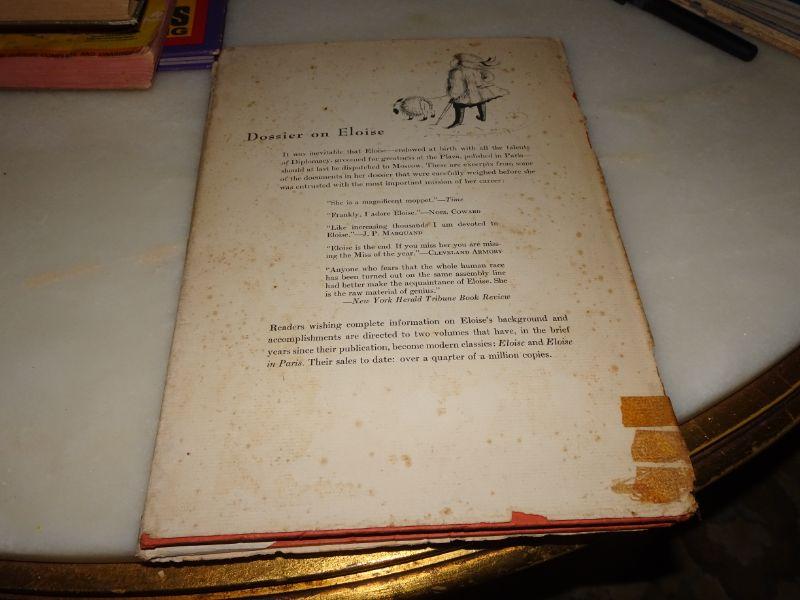 Dossier on Eloise
It was inevitable that Eloise—endowed at birth with all the talents
of Diplomacy, governed for greatness at the Plaza, polished in Paris—
should at last be dispatched to Moscow. These are excerpts from some
of the documents in her dossier that were carefully weighed before she
was entrusted with the most important mission of her career:
"She is a magnificent moppet."—Time
"Frankly, I adore Eloise."—NOEL COWARD
"Like increasing thousands I am devoted to
Eloise."—J. P. MARQUAND
"Eloise is the end. If you miss her you are miss-
ing the Miss of the year."—CLEVELAND AMORY
"Anyone who fears that the whole human race
has been turned out on the same assembly line
had better make the acquaintance of Eloise. She
is the raw material of genius."
—New York Herald Tribune Book Review
Readers wishing complete information on Eloise's background and
accomplishments are directed to two volumes that have, in the brief
years since their publication, become modern classics: Eloise and Eloise
in Paris. Their sales to date: over a quarter of a million copies.